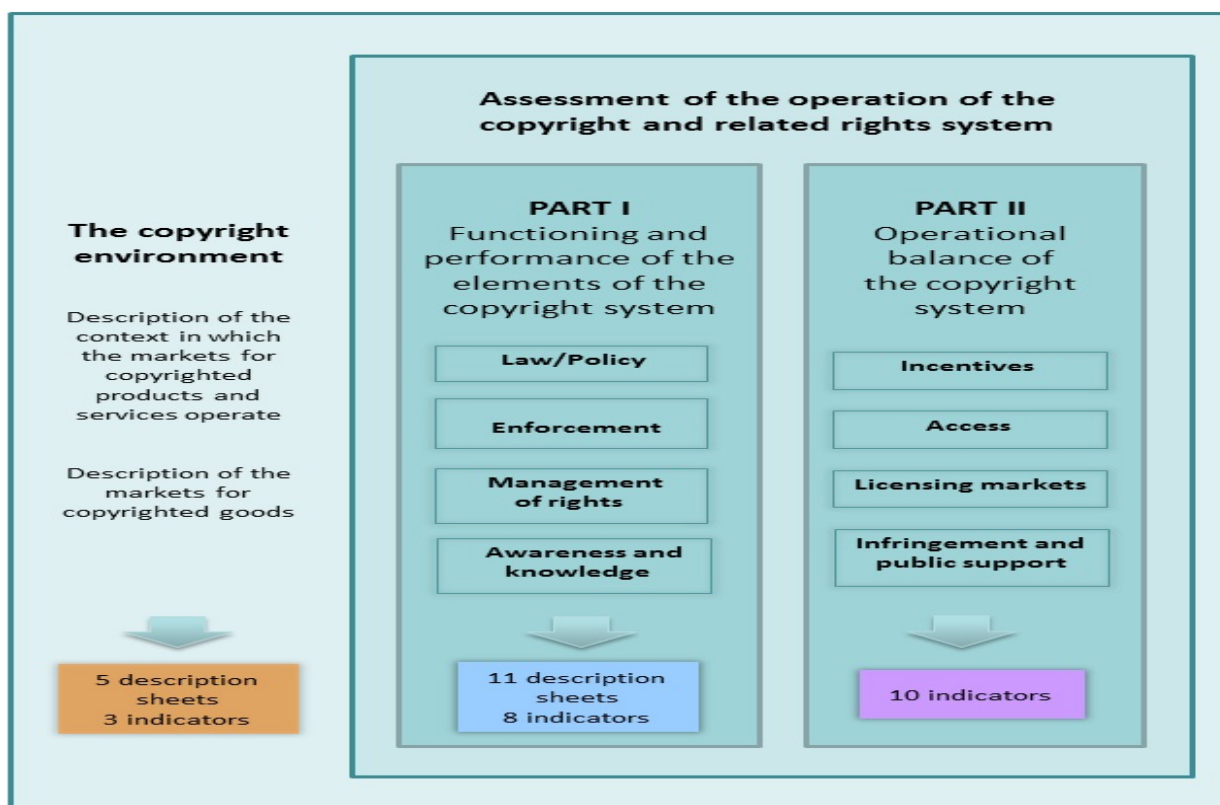 Assessment of the operation of the
copyright and related rights system
The copyright
environment
Description of the
context in which
the markets for
copyrighted
products and
services operate
Description of the
markets for
copyrighted goods
5 description
sheets
3 indicators
PART I
Functioning and
performance of the
elements of the
copyright system
Law/Policy
Enforcement
Management
of rights
Awareness and
knowledge
11 description
sheets
8 indicators
PART II
Operational
balance of
the copyright
system
Incentives
Access
Licensing markets
Infringement and
public support
10 indicators